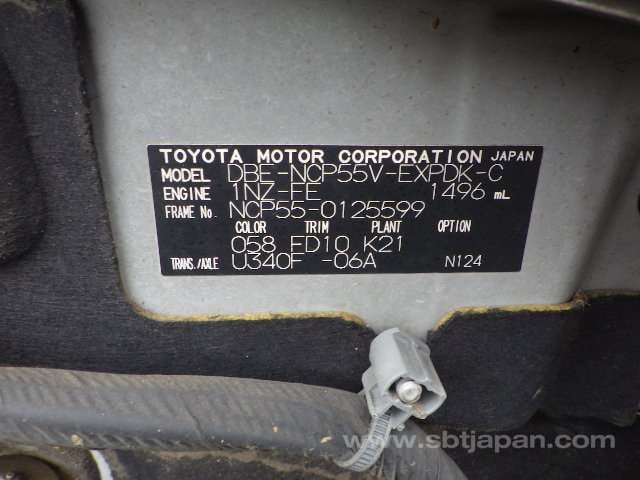 TOYOTA MOTOR CORPORATION JAPAN
MODEL DBE-NCP55V-EXPDK-C
ENGINE 1NZ-FE 1496 mL
FRAME No. NCP55-0125599
COLOR TRIM PLANT OPTION
058 FD10 K21
TRANS./AXLE U340F -06A N124
www.sbtjapan.com